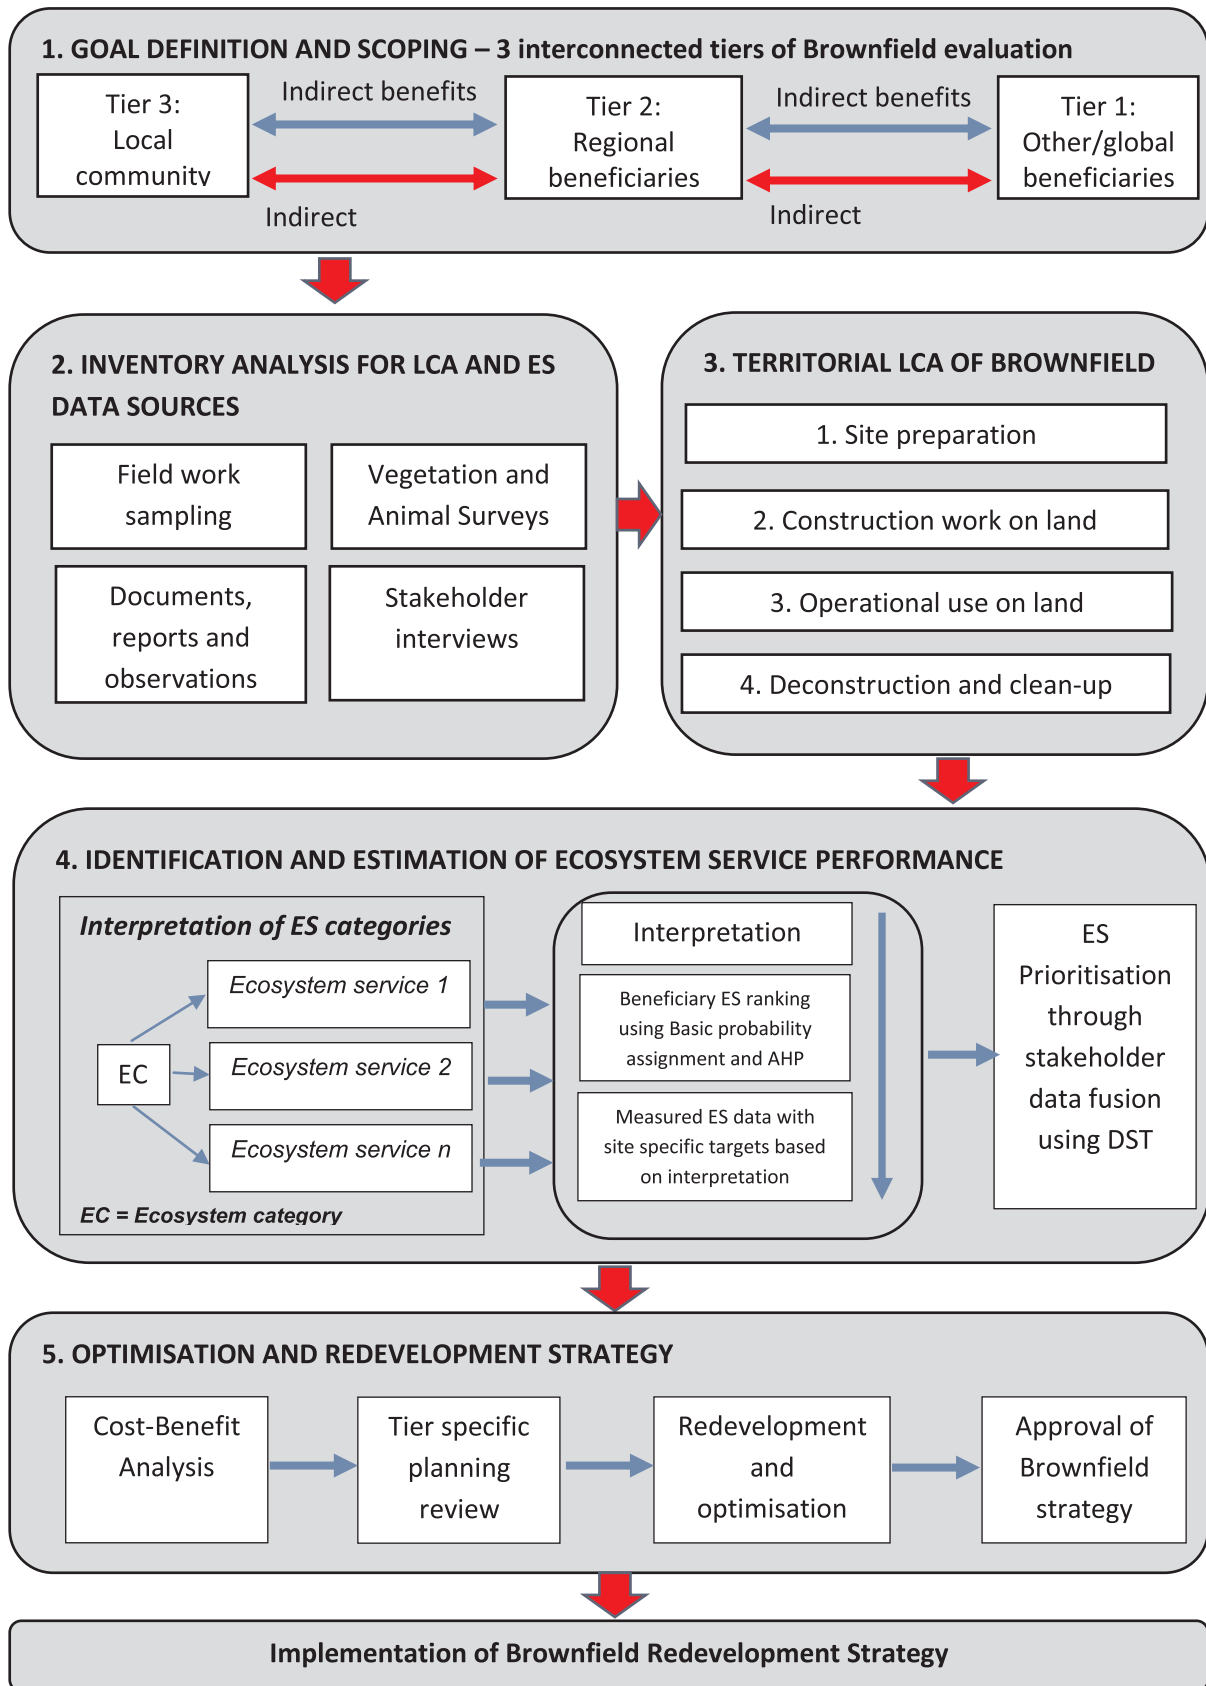 1. GOAL DEFINITION AND SCOPING – 3 interconnected tiers of Brownfield evaluation
Tier 3:
Local
community
Indirect benefits
Indirect
Tier 2:
Regional
beneficiaries
Indirect benefits
Indirect
Tier 1:
Other/global
beneficiaries
2. INVENTORY ANALYSIS FOR LCA AND ES
DATA SOURCES
Field work
sampling
Vegetation and
Animal Surveys
Documents,
reports and
observations
Stakeholder
interviews
3. TERRITORIAL LCA OF BROWNFIELD
1. Site preparation
2. Construction work on land
3. Operational use on land
4. Deconstruction and clean-up
4. IDENTIFICATION AND ESTIMATION OF ECOSYSTEM SERVICE PERFORMANCE
Interpretation of ES categories
EC
Ecosystem service 1
Ecosystem service 2
Ecosystem service n
EC = Ecosystem category
Interpretation
Beneficiary ES ranking
using Basic probability
assignment and AHP
Measured ES data with
site specific targets based
on interpretation
ES
Prioritisation
through
stakeholder
data fusion
using DST
5. OPTIMISATION AND REDEVELOPMENT STRATEGY
Cost-Benefit
Analysis
Tier specific
planning
review
Redevelopment
and
optimisation
Approval of
Brownfield
strategy
Implementation of Brownfield Redevelopment Strategy